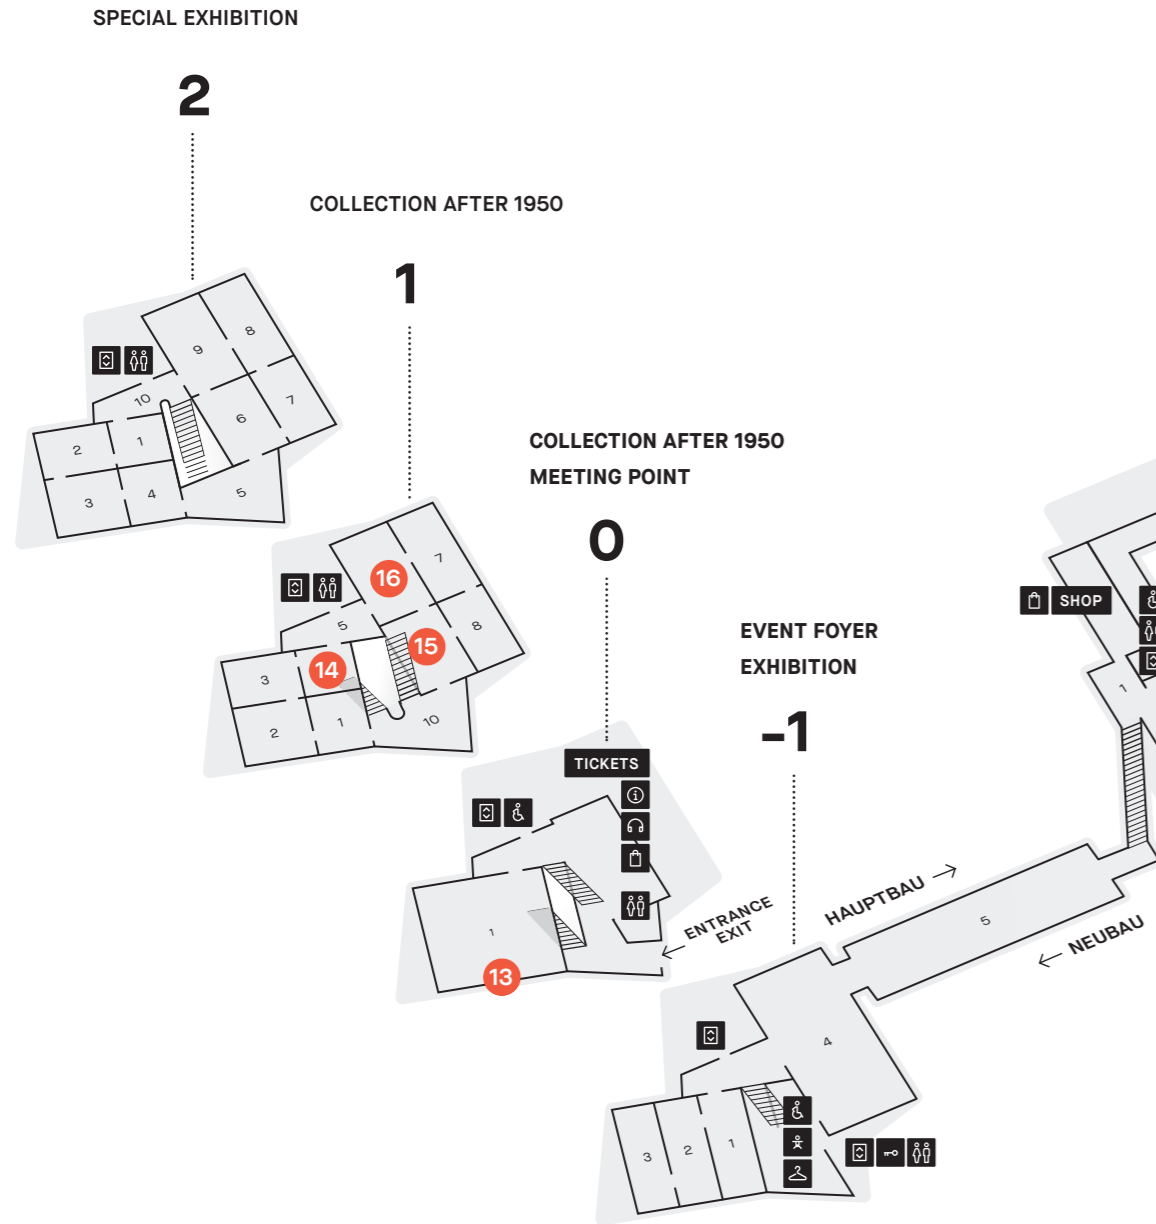 SPECIAL EXHIBITION
2
COLLECTION AFTER 1950
1
8
9
10
7
6
2
1
3
4
5
COLLECTION AFTER 1950
MEETING POINT
0
16
7
5
8
15
14
3
2
1
10
EVENT FOYER
EXHIBITION
-1
SHOP
1
TICKETS
1
13
ENTRANCE
EXIT
HAUPTBAU
5
NEUBAU
4
3
2
1